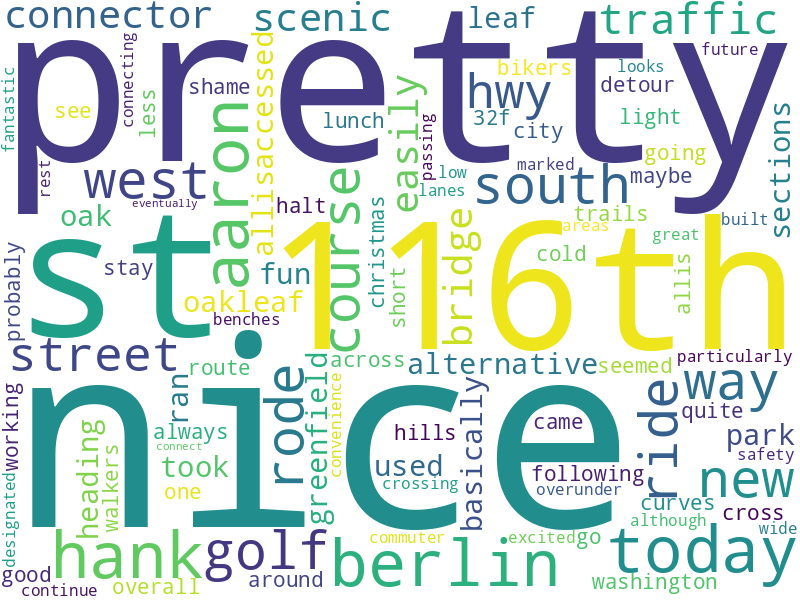 connector
scenic
leaf
traffic
pretty
future
connecting
fantastic
see
less
shame
accessed
lunch
easily
hwy
bikers
looks
detour
32f
city
light
passing
going
sections
rest
west
aaron
allis
course
low
lanes
marked
maybe
south
eventually
oak
halt
christmas
trails
built
areas
great
st
116th
probably
stay
fun
short
bridge
cold
allis
oakleaf
benches
street
route
across
alternative
seemed
particularly
working
ran
rode
greenfield
convenience
nice
basically
ride
way
quite
heading
walkers
always
connect
took
one
hills
used
crossing
came
following
overunder
park
safety
new
curves
cross
although
wide
designated
good
continue
hank
overall
golf
around
berlin
commuter
excited
go
today
washington